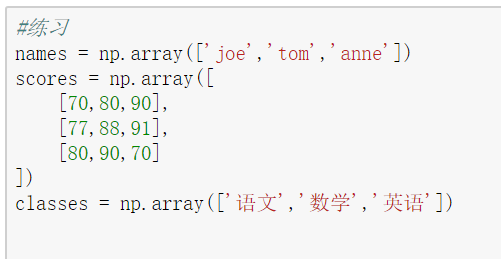 #练习
names = np.array(['joe','tom','anne'])
scores = np.array([
    [70,80,90],
    [77,88,91],
    [80,90,70]
])
classes = np.array(['语文','数学','英语'])